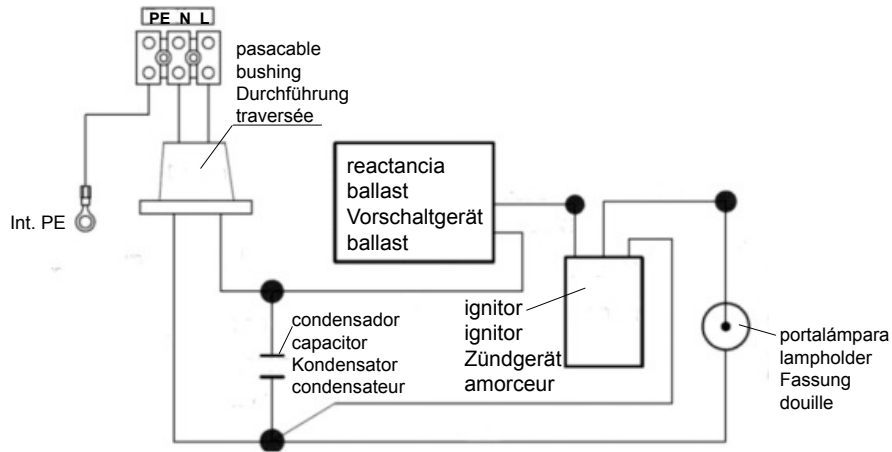 PE N L
pasacable
bushing
Durchführung
traversée
Int. PE
reactancia
ballast
Vorschaltgerät
ballast
condensador
capacitor
Kondensator
condensateur
ignitor
ignitor
Zündgerät
amorceur
portalámpara
lampholder
Fassung
douille